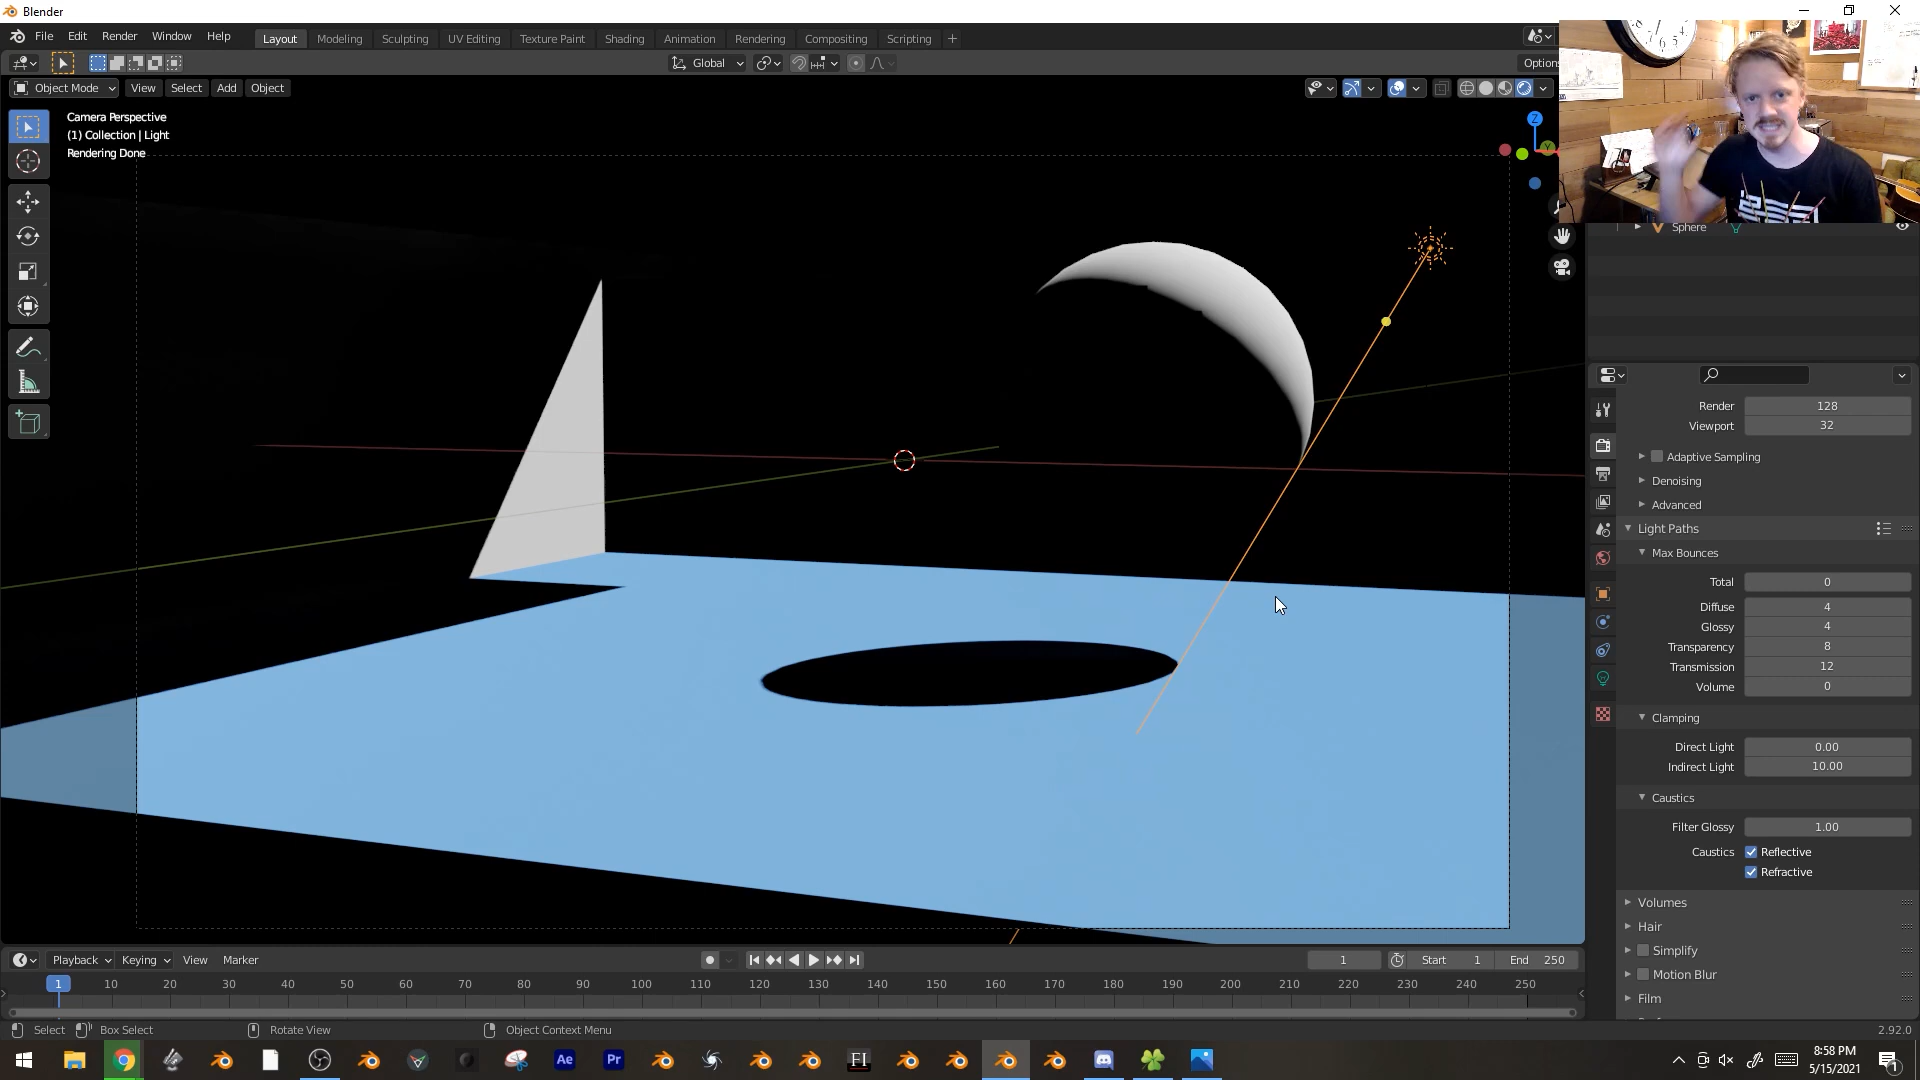 Blender
File Edit Render Window Help
Layout Modeling Sculpting UV Editing Texture Paint Shading Animation Rendering Compositing Scripting +
Global
Options
Object Mode View Select Add Object
Camera Perspective
(1) Collection | Light
Rendering Done
Z
Y
Sphere
Render 128
Viewport 32
Adaptive Sampling
Denoising
Advanced
Light Paths
Max Bounces
Total 0
Diffuse 4
Glossy 4
Transparency 8
Transmission 12
Volume 0
Clamping
Direct Light 0.00
Indirect Light 10.00
Caustics
Filter Glossy 1.00
Caustics Reflective
Refractive
Volumes
Hair
Simplify
Motion Blur
Film
Playback Keying View Marker
1 Start 1 End 250
1 10 20 30 40 50 60 70 80 90 100 110 120 130 140 150 160 170 180 190 200 210 220 230 240 250
Select Box Select Rotate View Object Context Menu 2.92.0
Ae Pr FI
8:58 PM
5/15/2021
1